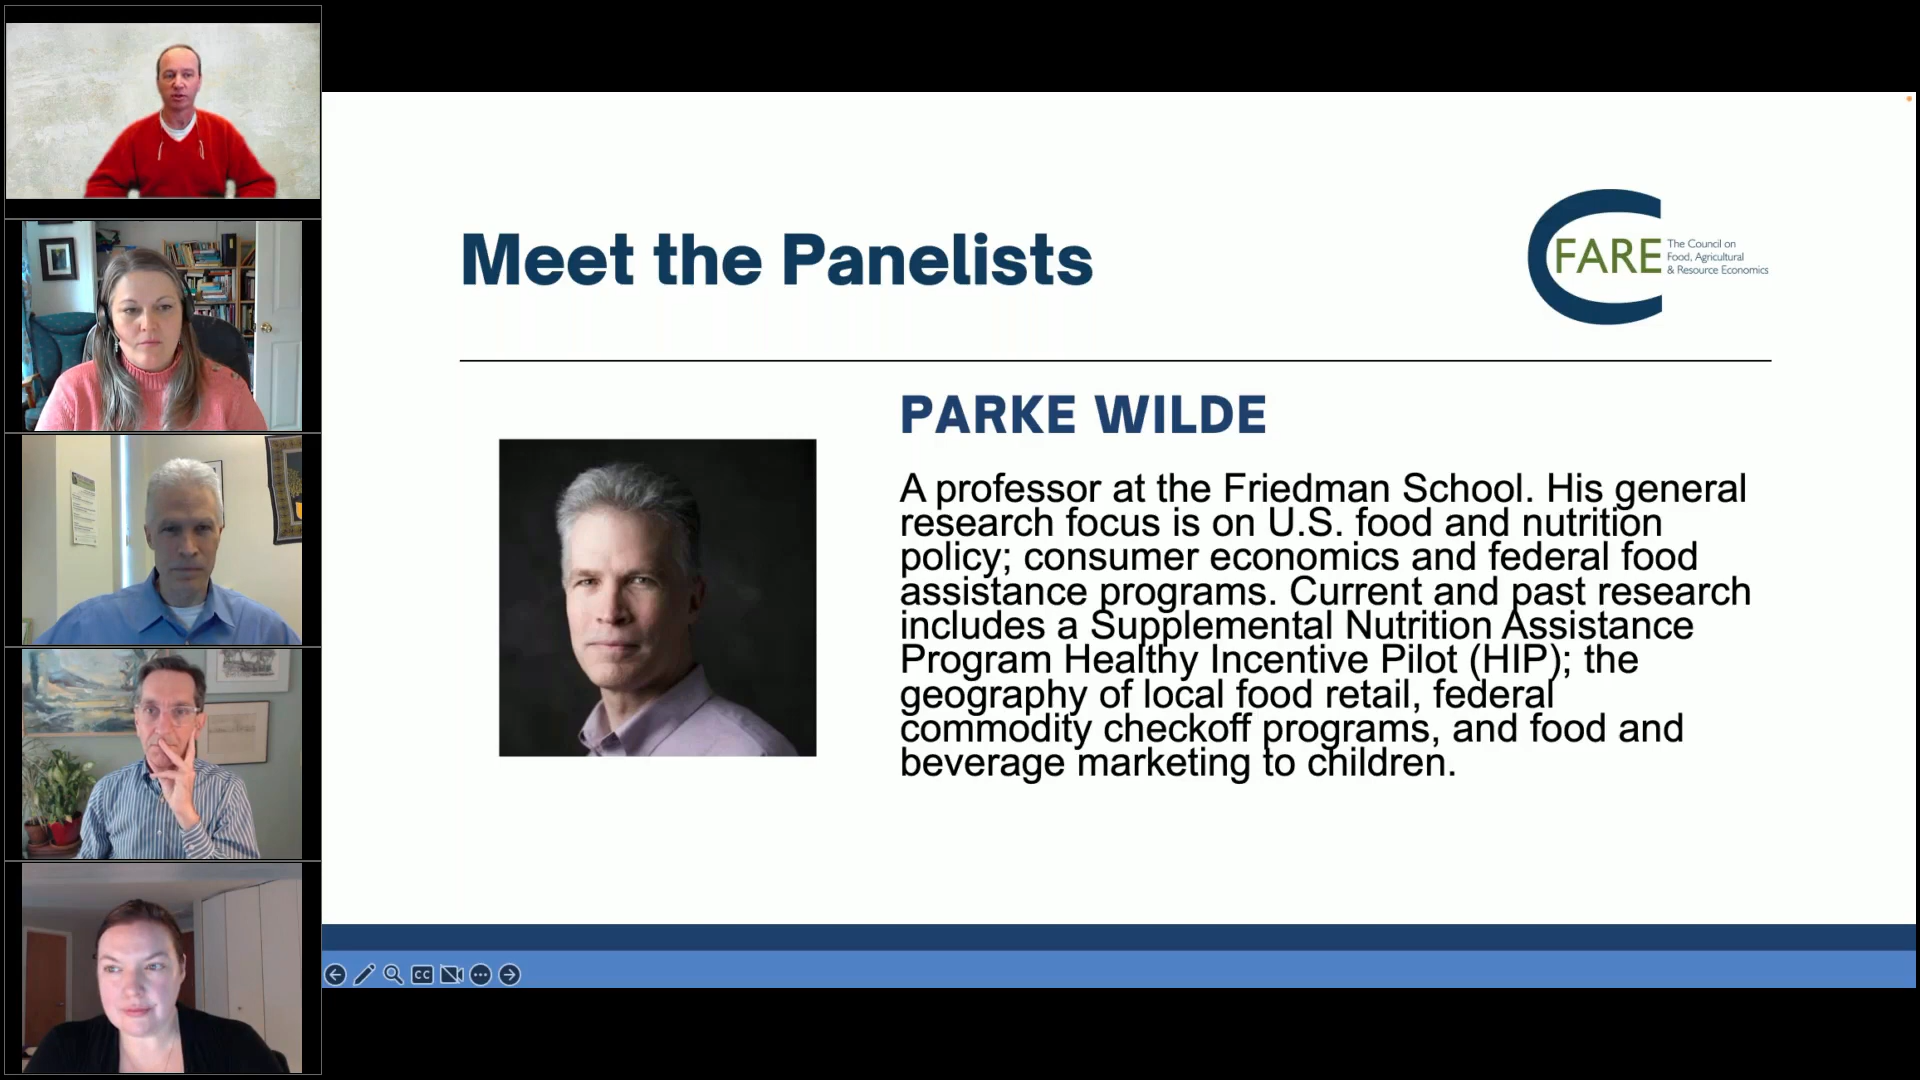 Meet the Panelists
FARE
The Council on
Food, Agricultural
& Resource Economics
PARKE WILDE
A professor at the Friedman School. His general
research focus is on U.S. food and nutrition
policy; consumer economics and federal food
assistance programs. Current and past research
includes a Supplemental Nutrition Assistance
Program Healthy Incentive Pilot (HIP); the
geography of local food retail, federal
commodity checkoff programs, and food and
beverage marketing to children.
CC